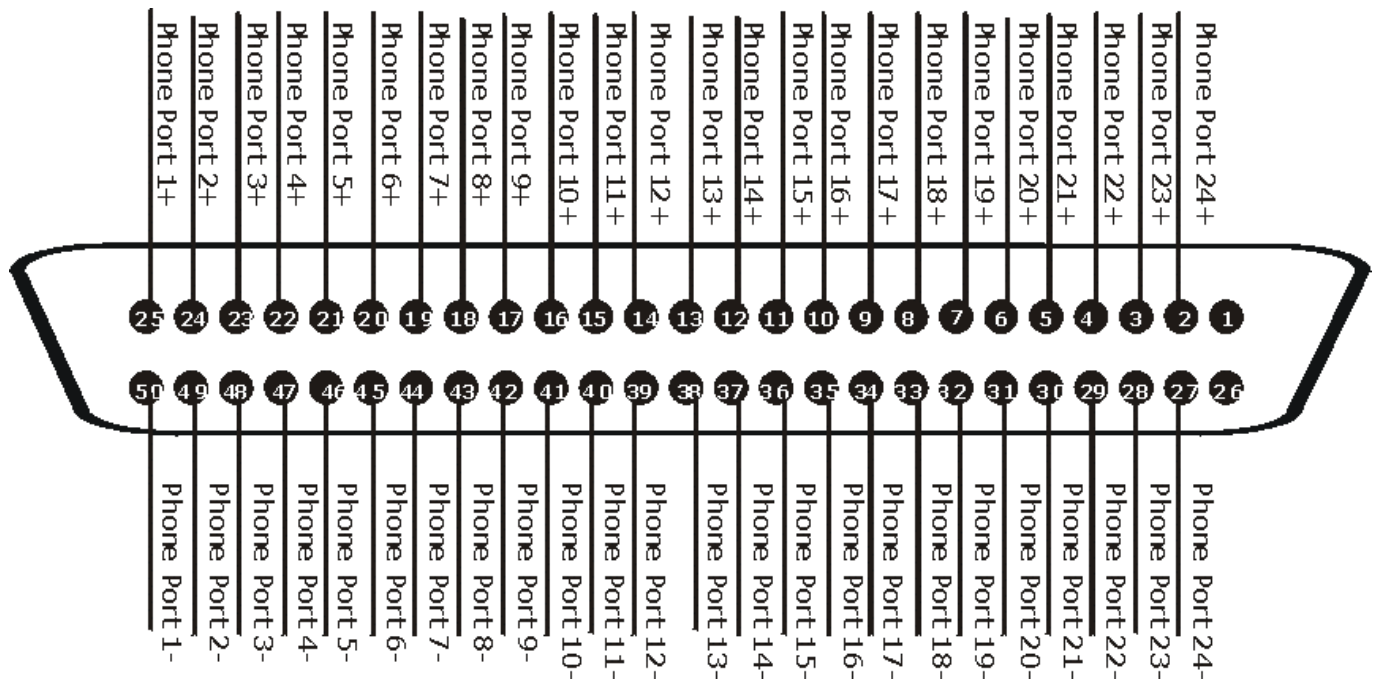 Phone Port 1+
Phone Port 2+
Phone Port 3+
Phone Port 4+
Phone Port 5+
Phone Port 6+
Phone Port 7+
Phone Port 8+
Phone Port 9+
Phone Port 10+
Phone Port 11+
Phone Port 12+
Phone Port 13+
Phone Port 14+
Phone Port 15+
Phone Port 16+
Phone Port 17+
Phone Port 18+
Phone Port 19+
Phone Port 20+
Phone Port 21+
Phone Port 22+
Phone Port 23+
Phone Port 24+
25 24 23 22 21 20 19 18 17 16 15 14 13 12 11 10 9 8 7 6 5 4 3 2 1
50 49 48 47 46 45 44 43 42 41 40 39 38 37 36 35 34 33 32 31 30 29 28 27 26
Phone Port 1-
Phone Port 2-
Phone Port 3-
Phone Port 4-
Phone Port 5-
Phone Port 6-
Phone Port 7-
Phone Port 8-
Phone Port 9-
Phone Port 10-
Phone Port 11-
Phone Port 12-
Phone Port 13-
Phone Port 14-
Phone Port 15-
Phone Port 16-
Phone Port 17-
Phone Port 18-
Phone Port 19-
Phone Port 20-
Phone Port 21-
Phone Port 22-
Phone Port 23-
Phone Port 24-